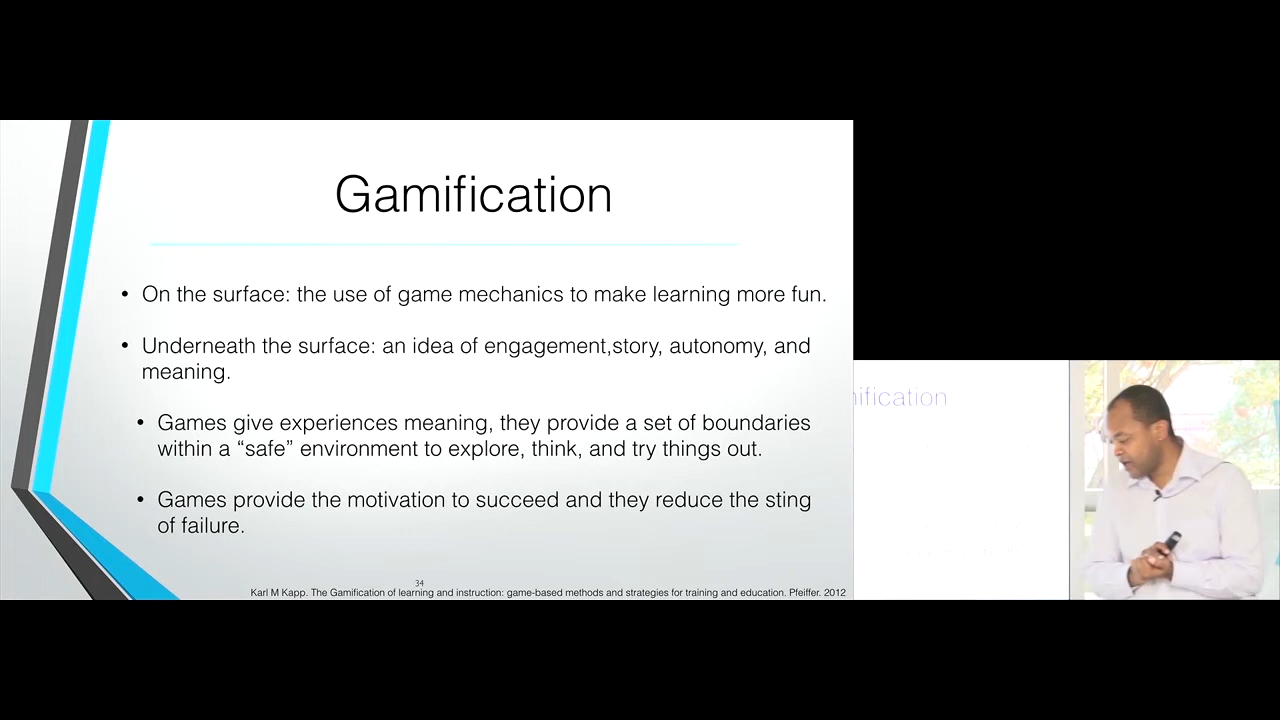 Gamification
• On the surface: the use of game mechanics to make learning more fun.
• Underneath the surface: an idea of engagement,story, autonomy, and
meaning.
• Games give experiences meaning, they provide a set of boundaries
within a “safe” environment to explore, think, and try things out.
• Games provide the motivation to succeed and they reduce the sting
of failure.
34
Karl M Kapp. The Gamification of learning and instruction: game-based methods and strategies for training and education. Pfeiffer. 2012
ification